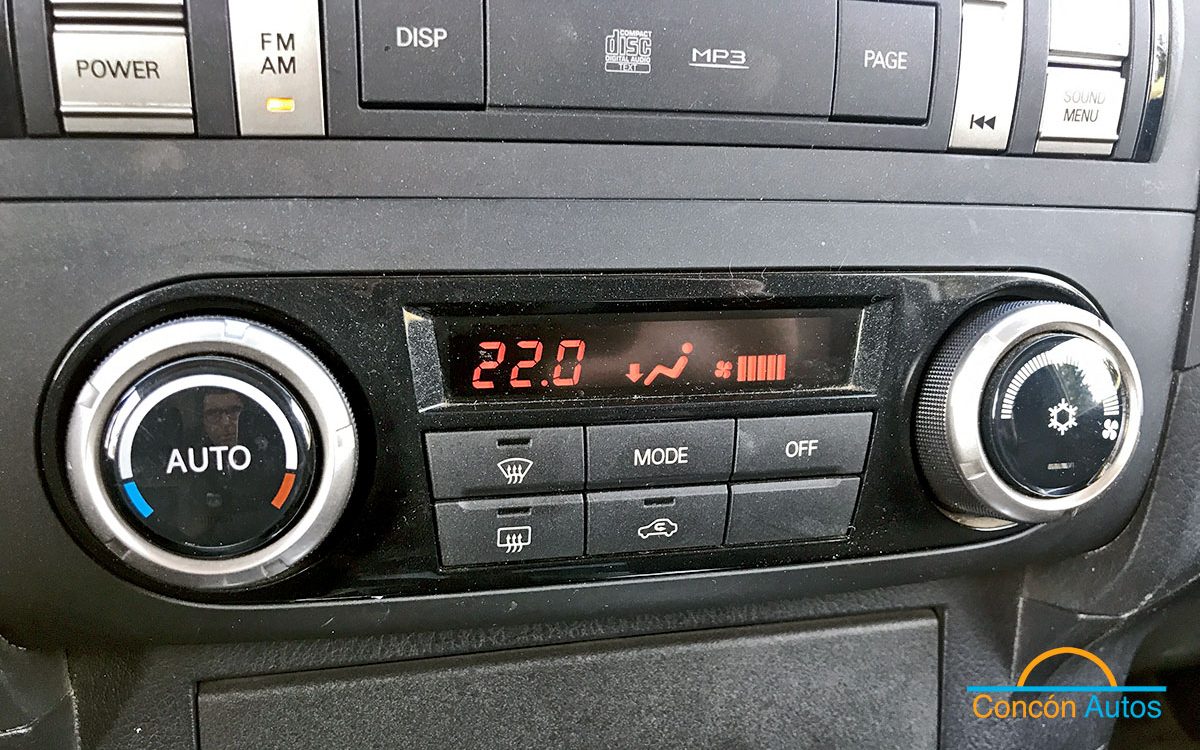 POWER
FM
AM
DISP
COMPACT
disc
DIGITAL AUDIO
TEXT
MP3
PAGE
SOUND
MENU
22.0
AUTO
MODE
OFF
Concón Autos